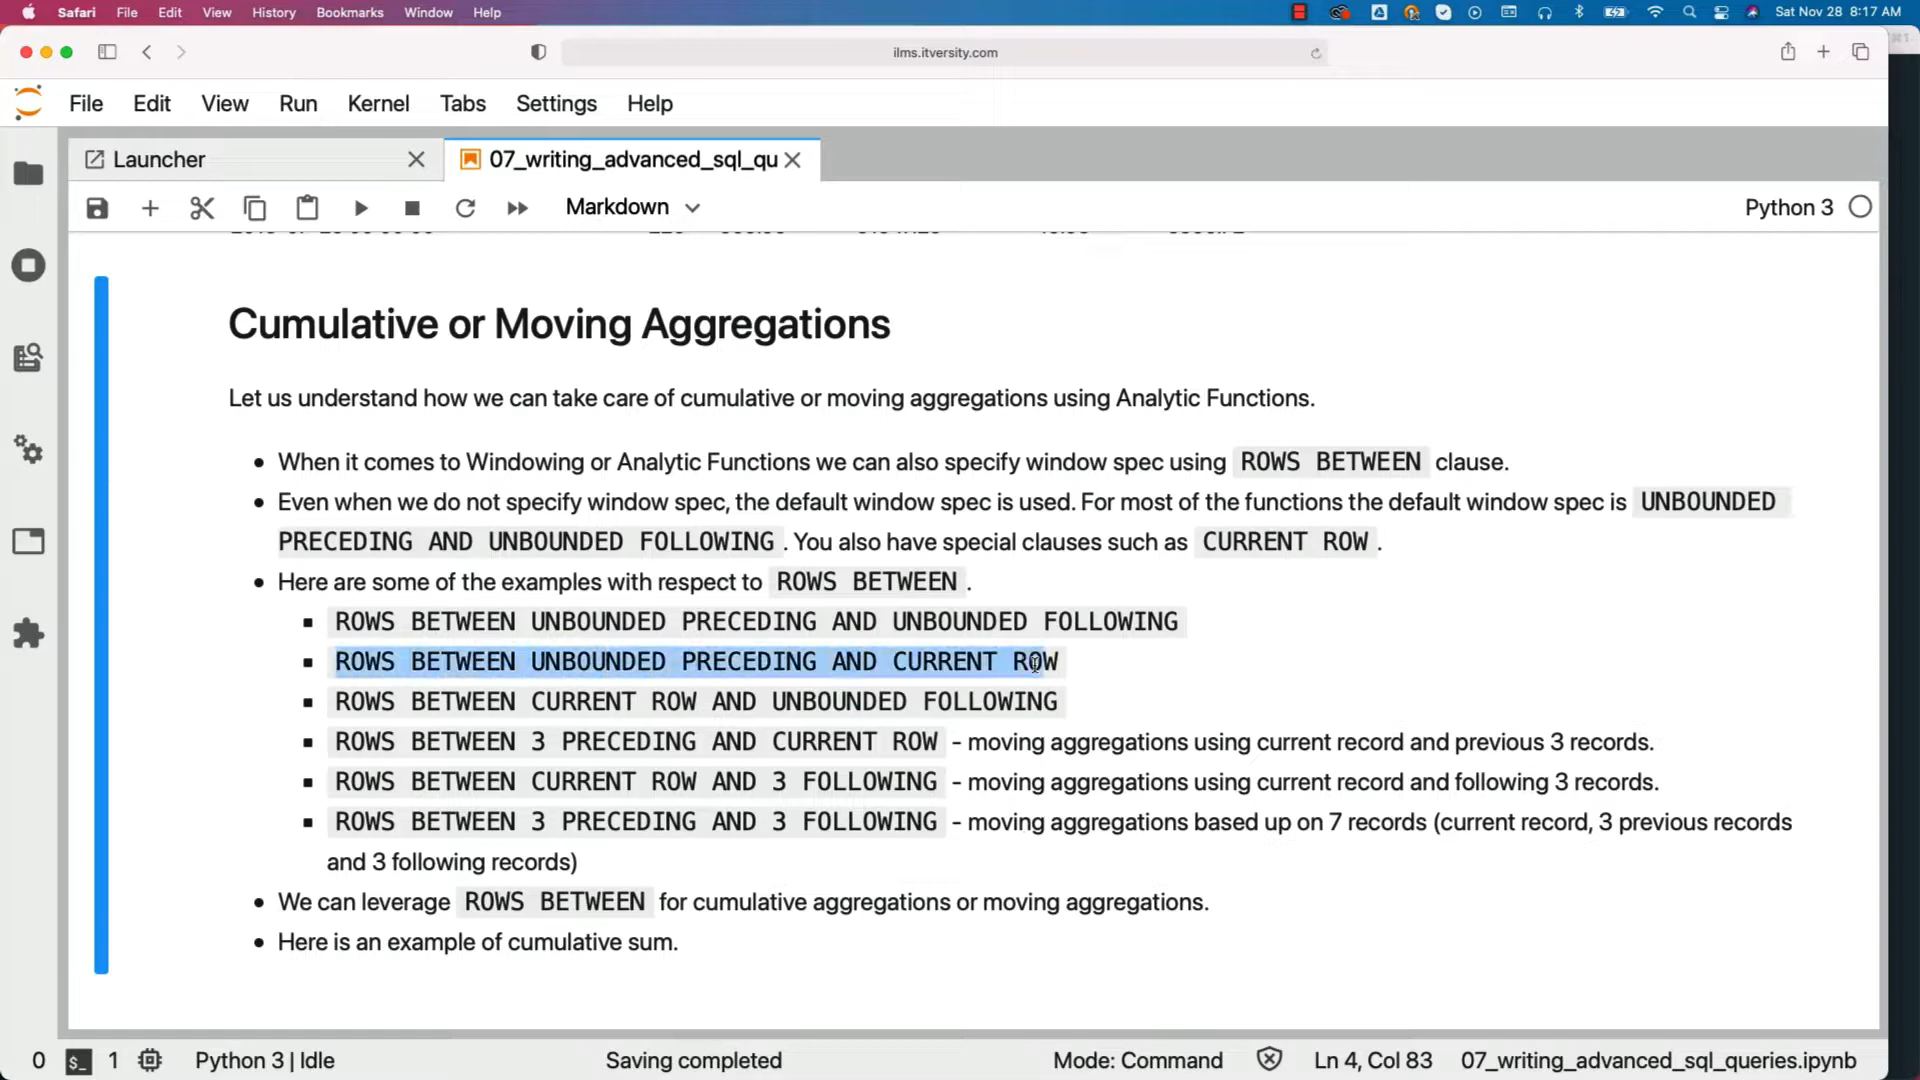 Safari File Edit View History Bookmarks Window Help Sat Nov 28 8:17 AM
ilms.itversity.com
File Edit View Run Kernel Tabs Settings Help
Launcher 07_writing_advanced_sql_qu
Markdown Python 3
Cumulative or Moving Aggregations
Let us understand how we can take care of cumulative or moving aggregations using Analytic Functions.
• When it comes to Windowing or Analytic Functions we can also specify window spec using ROWS BETWEEN clause.
• Even when we do not specify window spec, the default window spec is used. For most of the functions the default window spec is UNBOUNDED
PRECEDING AND UNBOUNDED FOLLOWING . You also have special clauses such as CURRENT ROW .
• Here are some of the examples with respect to ROWS BETWEEN .
▪ ROWS BETWEEN UNBOUNDED PRECEDING AND UNBOUNDED FOLLOWING
▪ ROWS BETWEEN UNBOUNDED PRECEDING AND CURRENT ROW
▪ ROWS BETWEEN CURRENT ROW AND UNBOUNDED FOLLOWING
▪ ROWS BETWEEN 3 PRECEDING AND CURRENT ROW - moving aggregations using current record and previous 3 records.
▪ ROWS BETWEEN CURRENT ROW AND 3 FOLLOWING - moving aggregations using current record and following 3 records.
▪ ROWS BETWEEN 3 PRECEDING AND 3 FOLLOWING - moving aggregations based up on 7 records (current record, 3 previous records
and 3 following records)
• We can leverage ROWS BETWEEN for cumulative aggregations or moving aggregations.
• Here is an example of cumulative sum.
0 $_ 1 Python 3 | Idle Saving completed Mode: Command Ln 4, Col 83 07_writing_advanced_sql_queries.ipynb